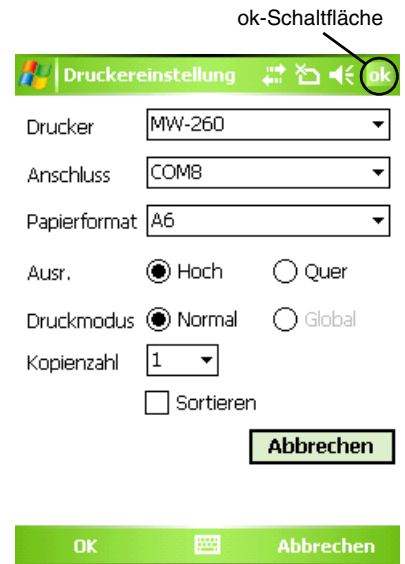 ok-Schaltfläche
Druckereinstellung ok
Drucker MW-260
Anschluss COM8
Papierformat A6
Ausr. Hoch Quer
Druckmodus Normal Global
Kopienzahl 1
Sortieren
Abbrechen
OK Abbrechen